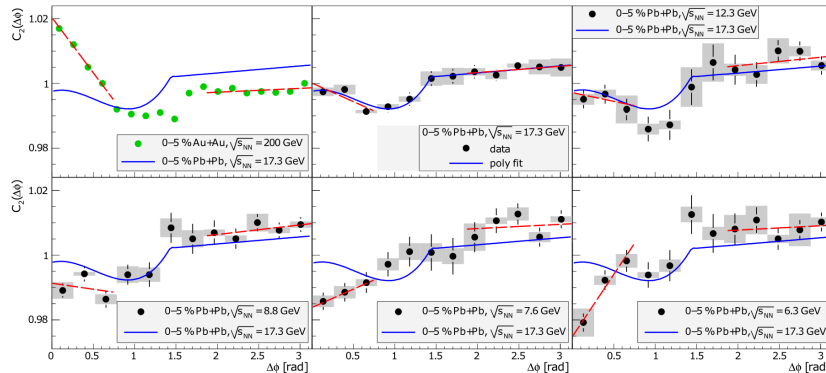 C₂(Δϕ)
1.02
1
0.98
0–5 % Au+Au, √sNN = 200 GeV
0–5 % Pb+Pb, √sNN = 17.3 GeV
0–5 % Pb+Pb, √sNN = 17.3 GeV
data
poly fit
0–5 % Pb+Pb, √sNN = 12.3 GeV
0–5 % Pb+Pb, √sNN = 17.3 GeV
C₂(Δϕ)
1.02
1
0.98
0–5 % Pb+Pb, √sNN = 8.8 GeV
0–5 % Pb+Pb, √sNN = 17.3 GeV
0–5 % Pb+Pb, √sNN = 7.6 GeV
0–5 % Pb+Pb, √sNN = 17.3 GeV
0–5 % Pb+Pb, √sNN = 6.3 GeV
0–5 % Pb+Pb, √sNN = 17.3 GeV
0 0.5 1 1.5 2 2.5 3 0 0.5 1 1.5 2 2.5 3 0 0.5 1 1.5 2 2.5 3
Δϕ [rad] Δϕ [rad] Δϕ [rad]